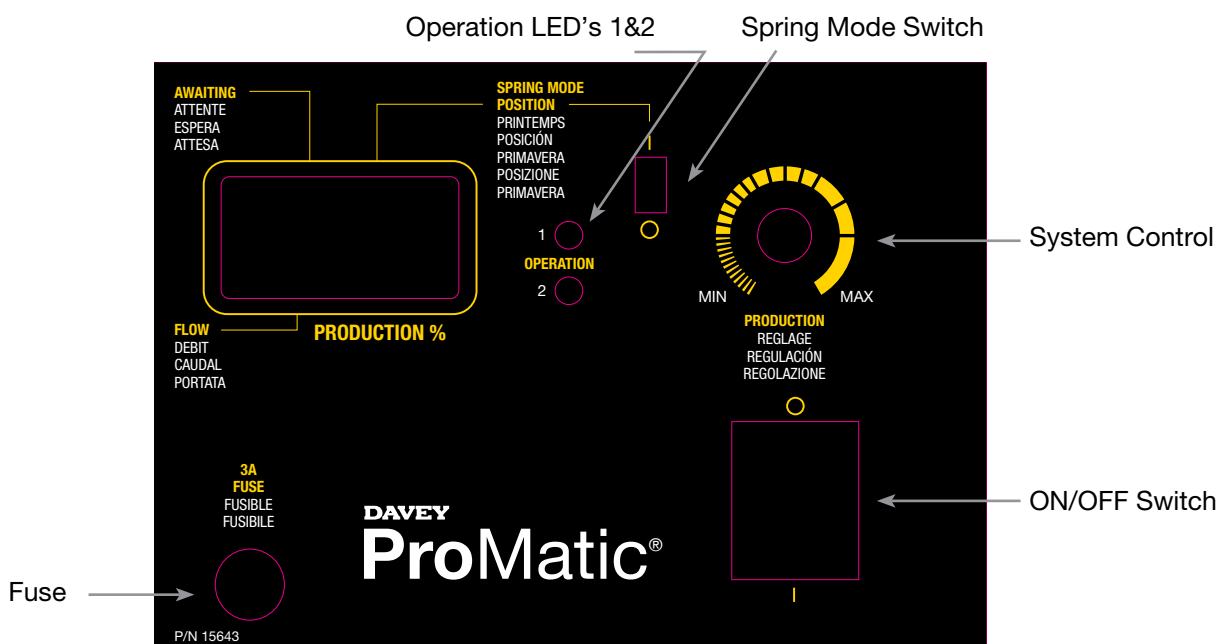 Operation LED's 1&2
Spring Mode Switch
AWAITING
ATTENTE
ESPERA
ATTESA
SPRING MODE
POSITION
PRINTEMPS
POSICIÓN
PRIMAVERA
POSIZIONE
PRIMAVERA
1
OPERATION
2
System Control
MIN
MAX
PRODUCTION
REGLAGE
REGULACIÓN
REGOLAZIONE
FLOW
DEBIT
CAUDAL
PORTATA
PRODUCTION %
3A
FUSE
FUSIBLE
FUSIBILE
DAVEY
ProMatic®
ON/OFF Switch
Fuse
P/N 15643